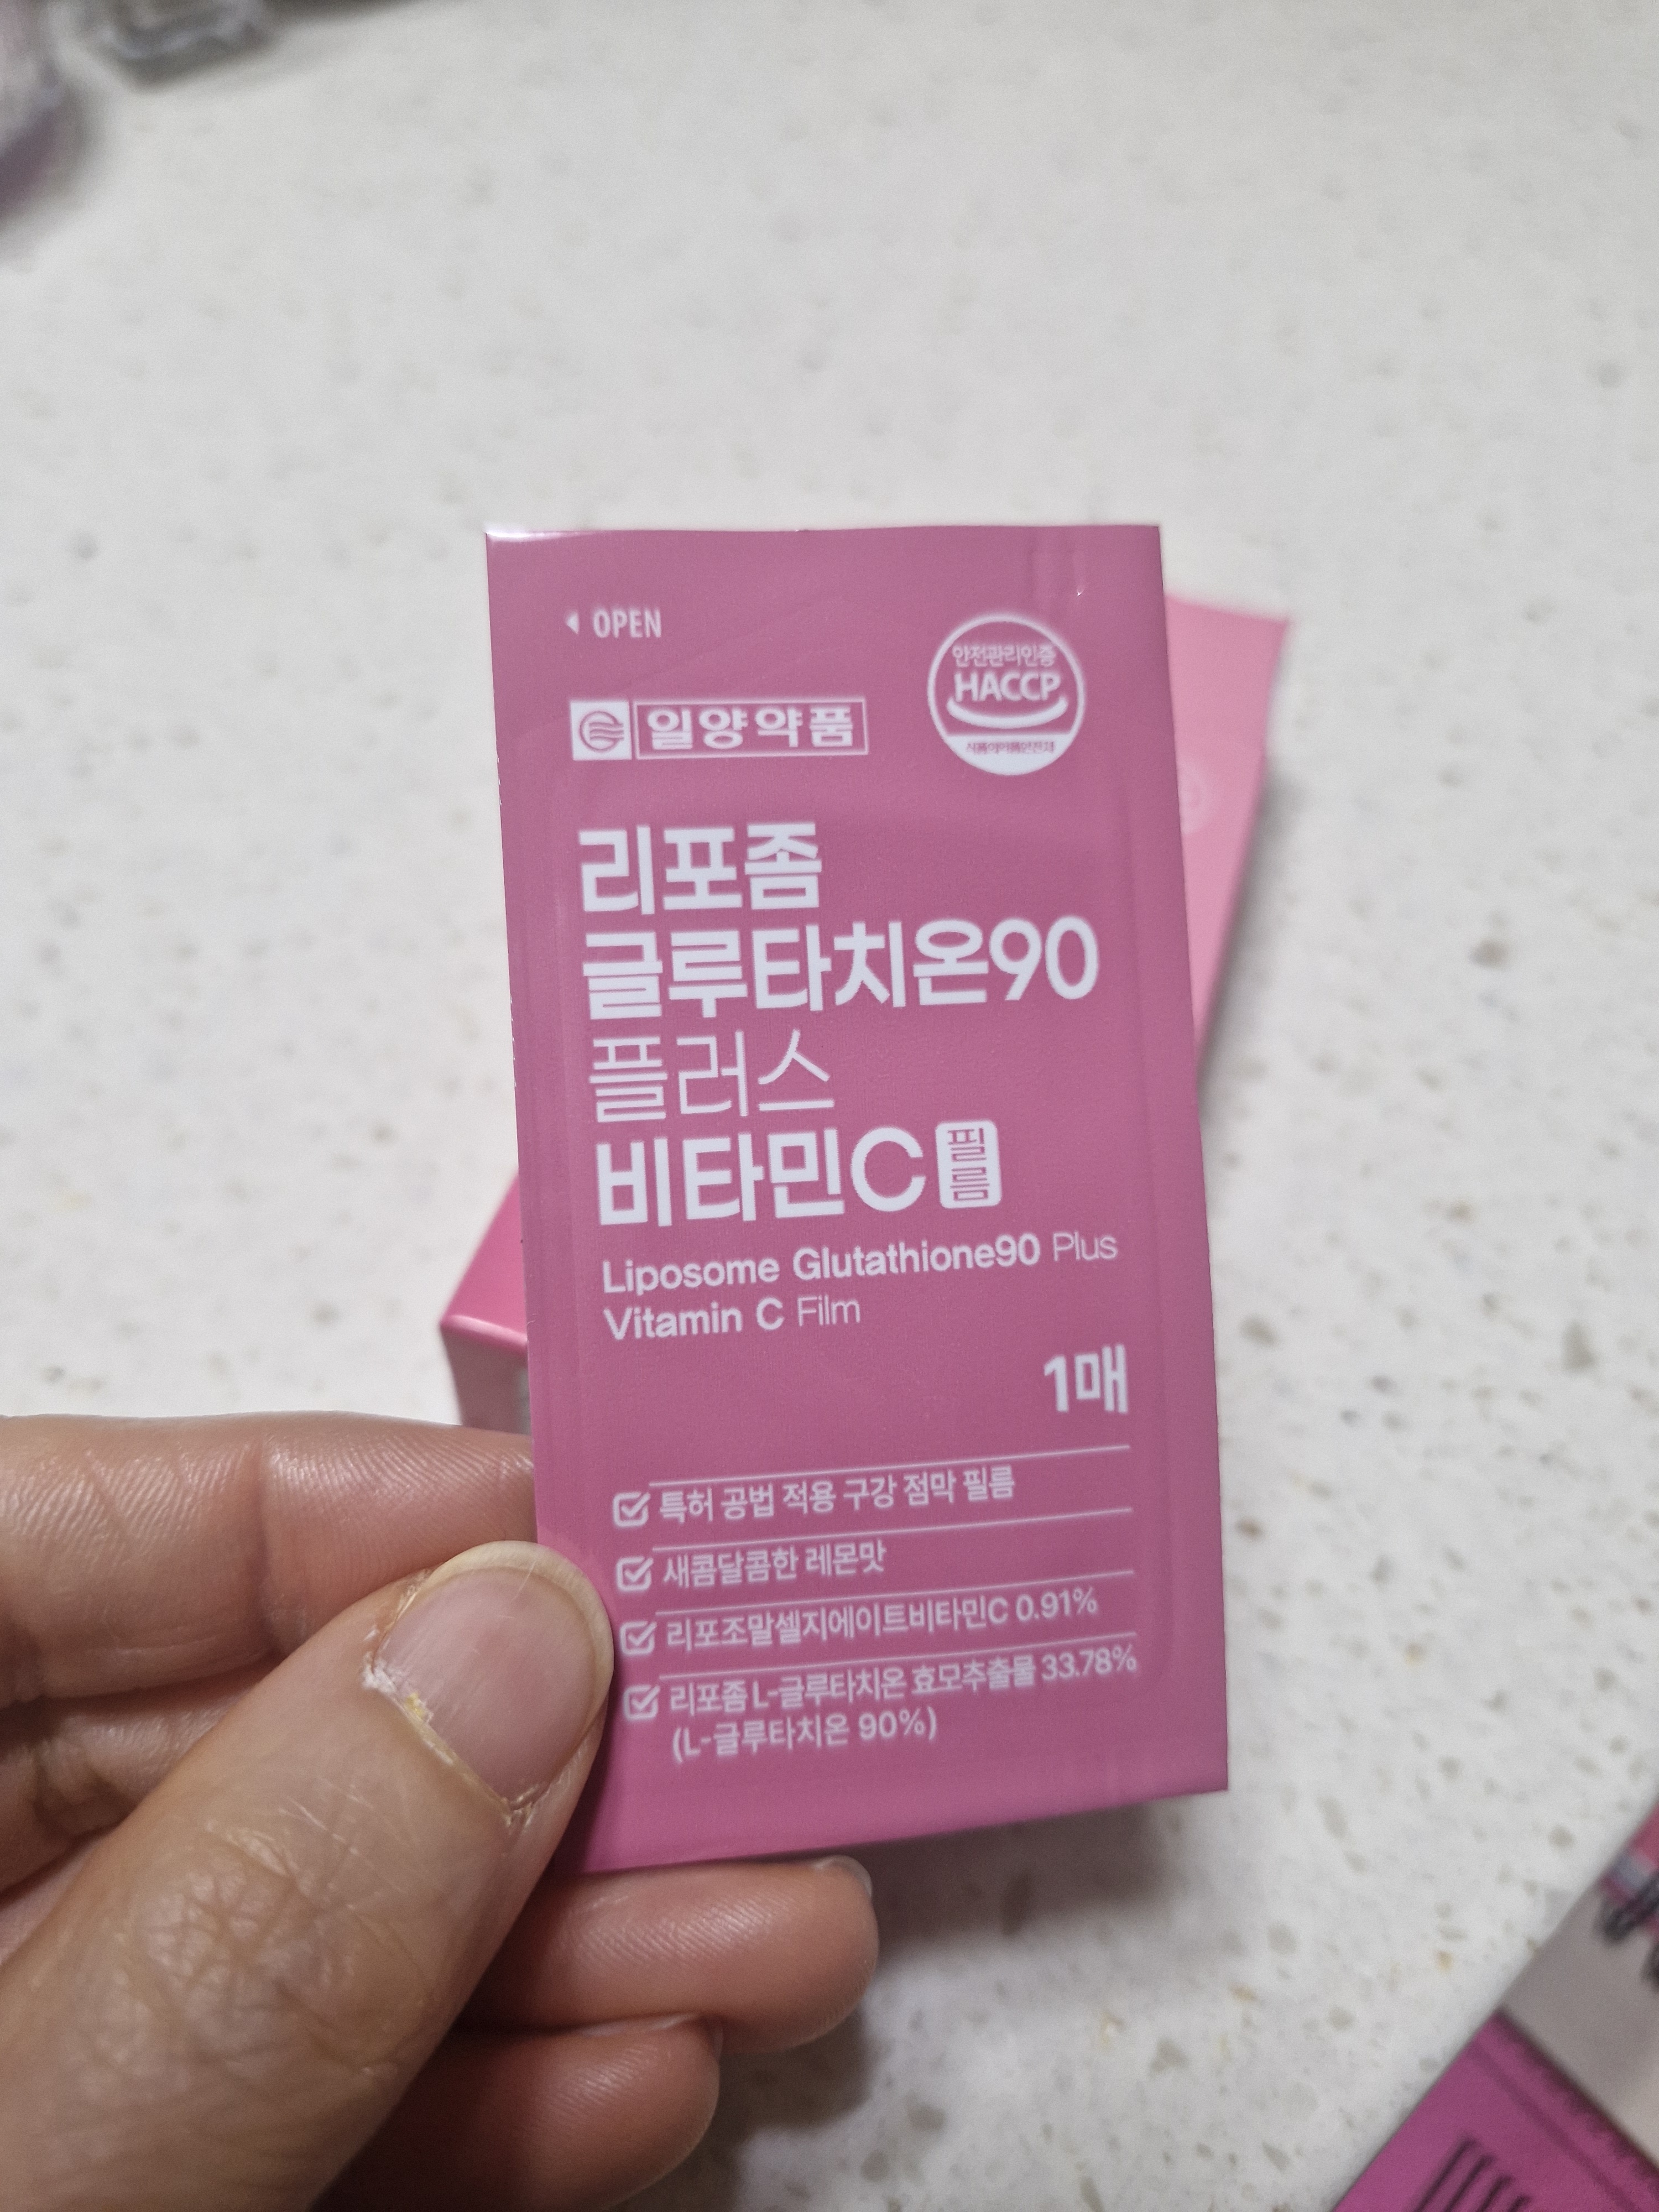 OPEN
안전관리인증
HACCP
일양약품
리포좀
글루타치온90
플러스
비타민C 필름
Liposome Glutathione90 Plus
Vitamin C Film
1매
특허 공법 적용 구강 점막 필름
새콤달콤한 레몬맛
리포조말셀지에이트비타민C 0.91%
리포좀 L-글루타치온 효모추출물 33.78%
(L-글루타치온 90%)